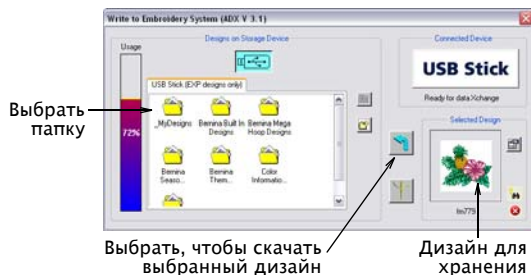 Write to Embroidery System (ADX V 3.1)
Usage
Designs on Storage Device
Connected Device
USB Stick
USB Stick (EXP designs only)
Ready for data Xchange
Выбрать
папку
72%
_MyDesigns
Bernina Built In
Designs
Bernina Mega
Hoop Designs
Selected Design
Bernina
Seaso...
Bernina
Them...
Color
Informatio...
lm779
Выбрать, чтобы скачать
выбранный дизайн
Дизайн для
хранения